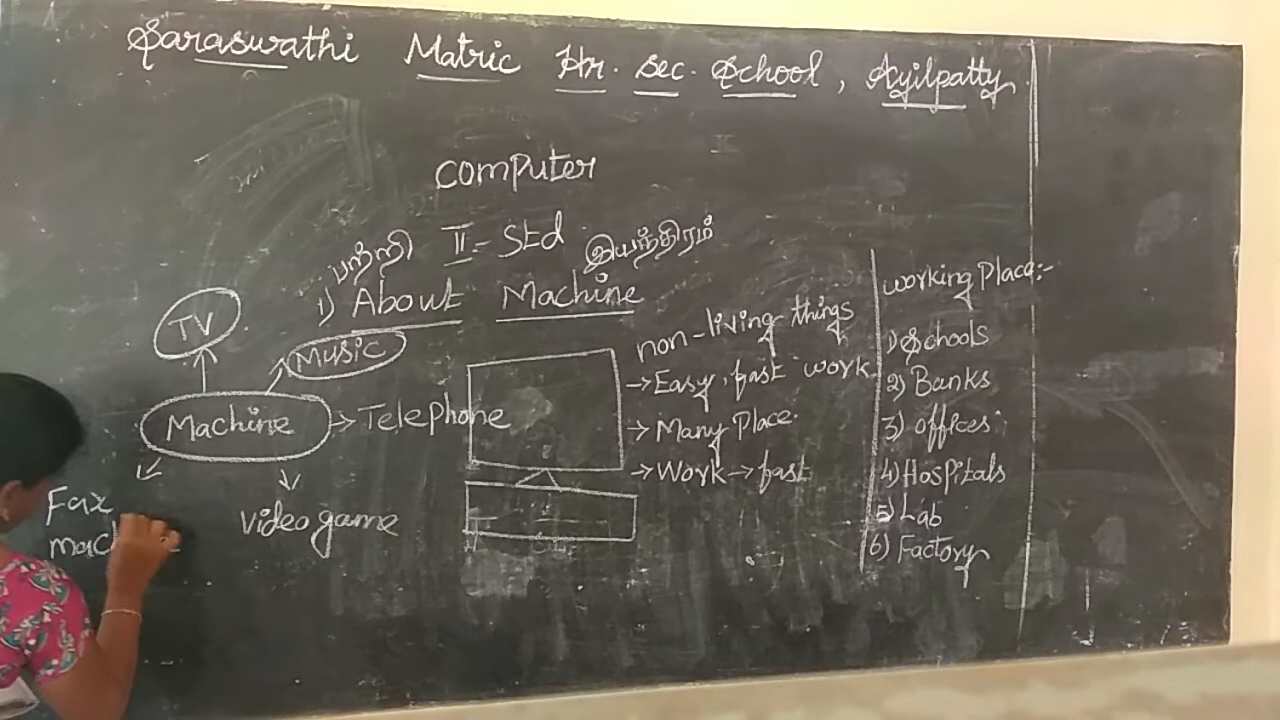 Saraswathi Matric Hr. Sec. School, Ayilpatty.
Computer
II - Std
பற்றி இயந்திரம்
1) About Machine
TV
Music
Machine → Telephone
Fax
mac
Video game
non-living things
→ Easy, fast work
→ Many Place.
→ Work → fast
Working Place:-
1) Schools
2) Banks
3) offices
4) Hospitals
5) Lab
6) Factory